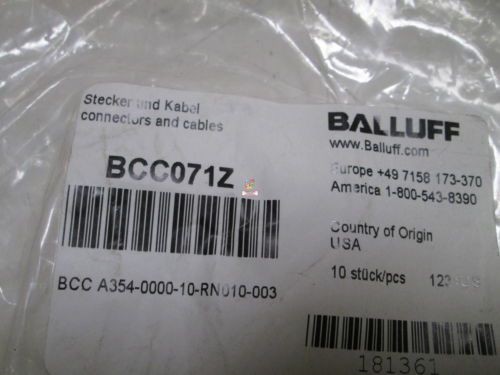 Stecker und Kabel
connectors and cables
BCC071Z
BCC A354-0000-10-RN010-003
BALLUFF
www.Balluff.com
Europe +49 7158 173-370
America 1-800-543-8390
Country of Origin
USA
10 stück/pcs
181361